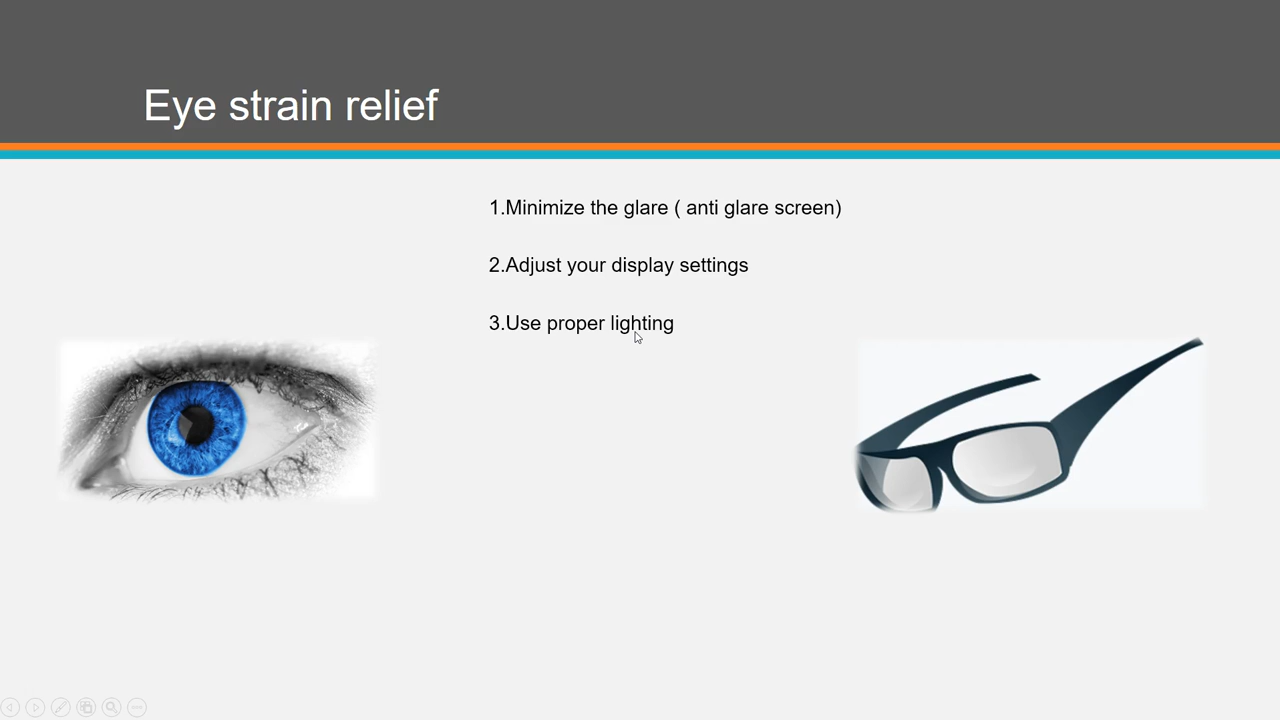 Eye strain relief
1.Minimize the glare ( anti glare screen)
2.Adjust your display settings
3.Use proper lighting